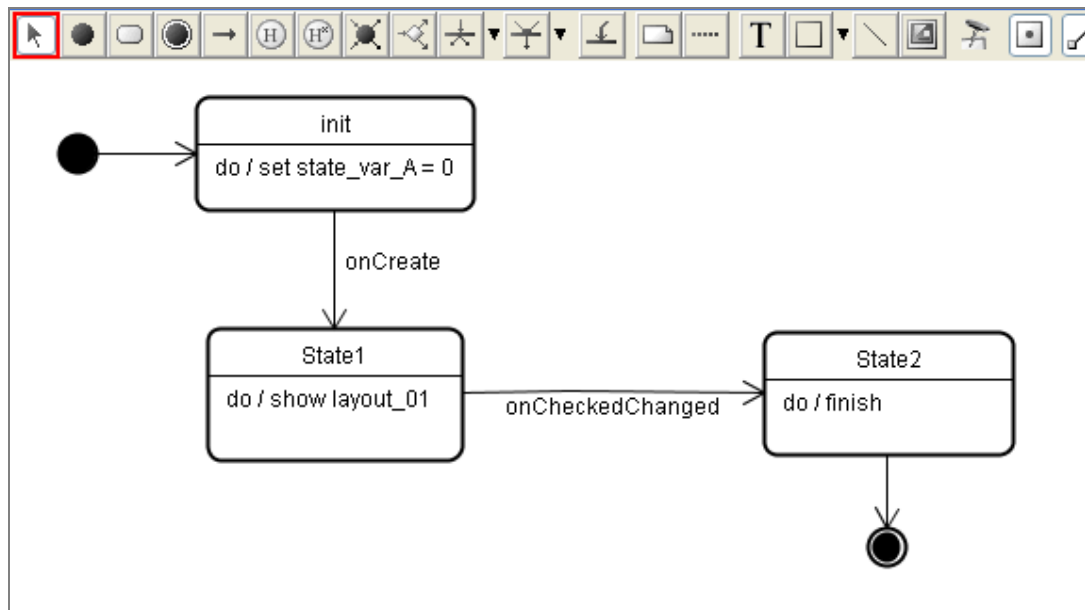 H H* T
init
do / set state_var_A = 0
onCreate
State1
do / show layout_01
onCheckedChanged
State2
do / finish